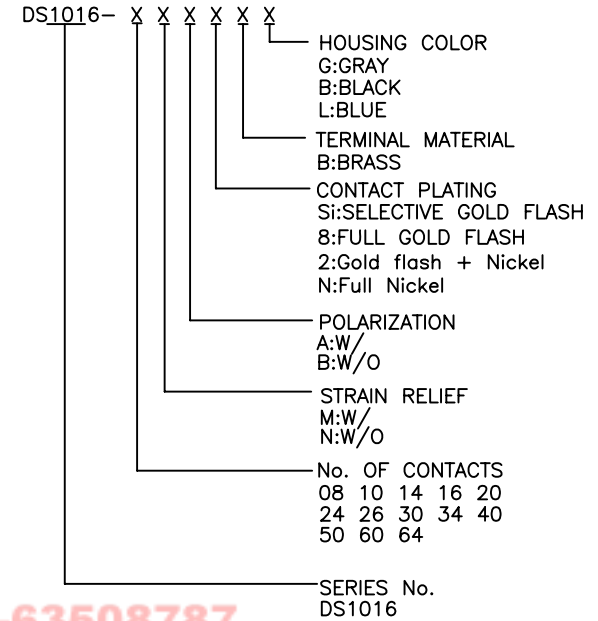 DS1016- X X X X X X
HOUSING COLOR
G:GRAY
B:BLACK
L:BLUE
TERMINAL MATERIAL
B:BRASS
CONTACT PLATING
Si:SELECTIVE GOLD FLASH
8:FULL GOLD FLASH
2:Gold flash + Nickel
N:Full Nickel
POLARIZATION
A:W/
B:W/O
STRAIN RELIEF
M:W/
N:W/O
No. OF CONTACTS
08 10 14 16 20
24 26 30 34 40
50 60 64
SERIES No.
DS1016
-63508787